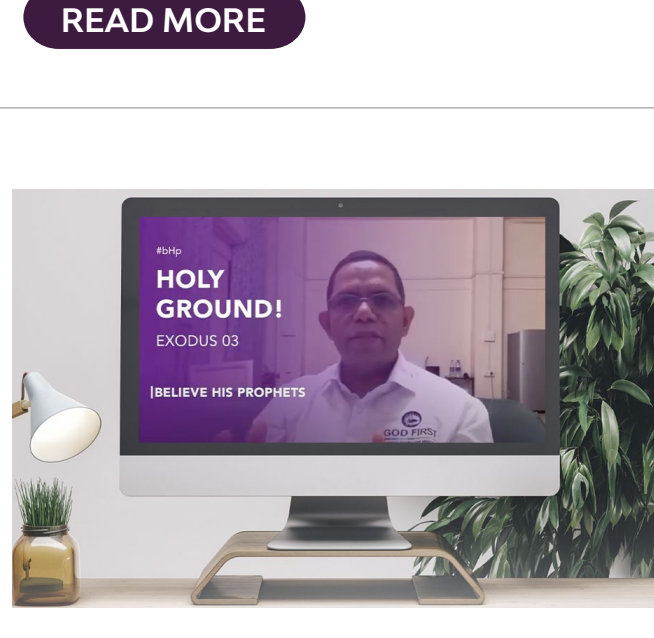 READ MORE
#bHp
HOLY
GROUND!
EXODUS 03
|BELIEVE HIS PROPHETS
GOD FIRST